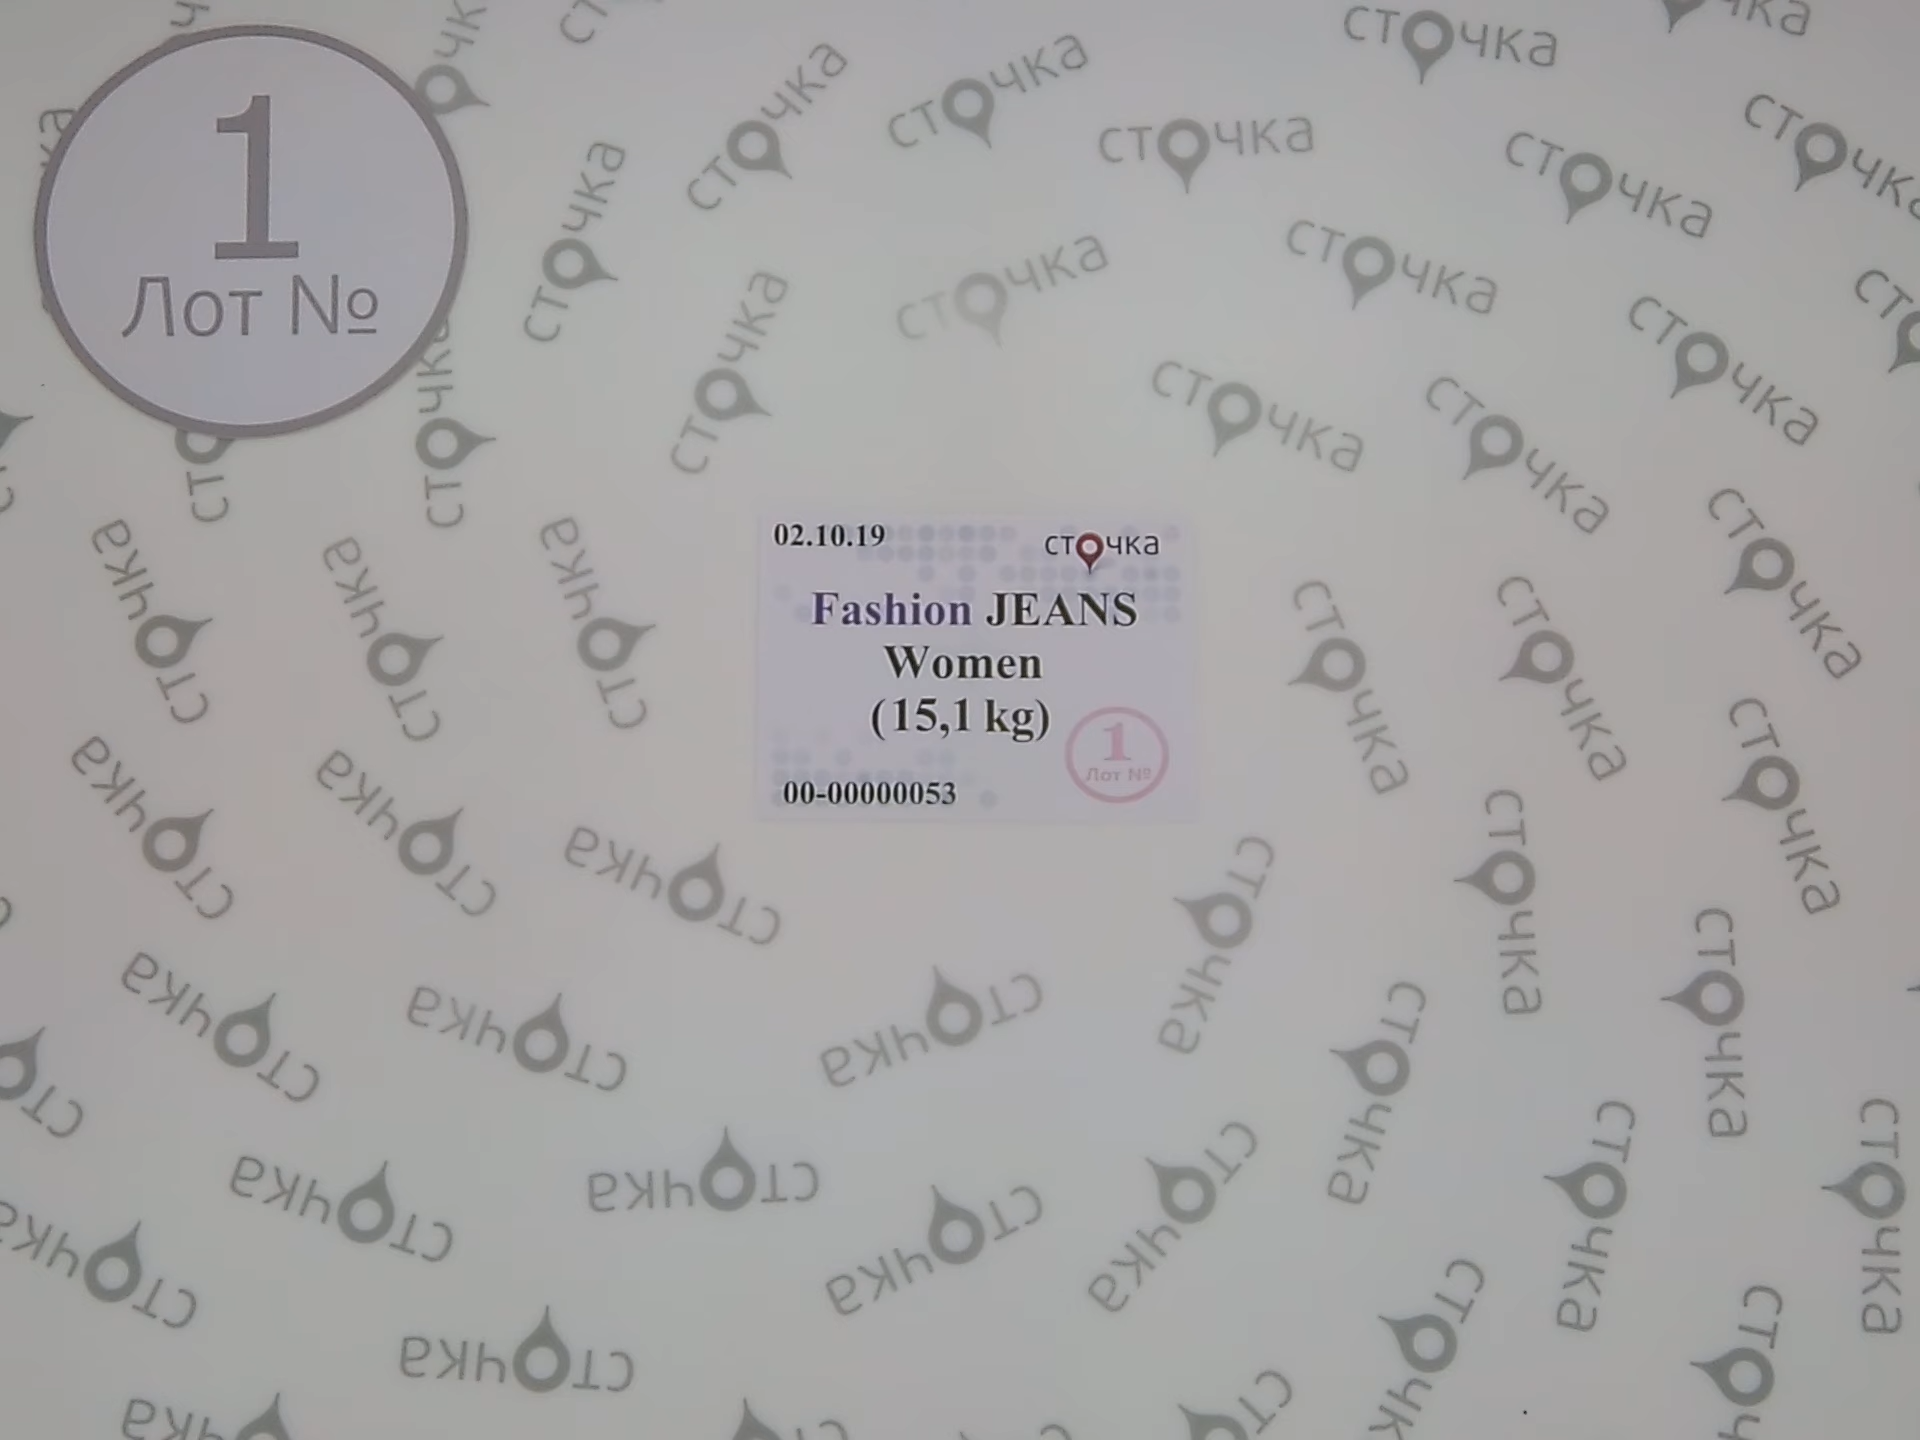 1
Лот №
02.10.19
сточка
Fashion JEANS
Women
(15,1 kg)
1
Лот №
00-00000053
сточка